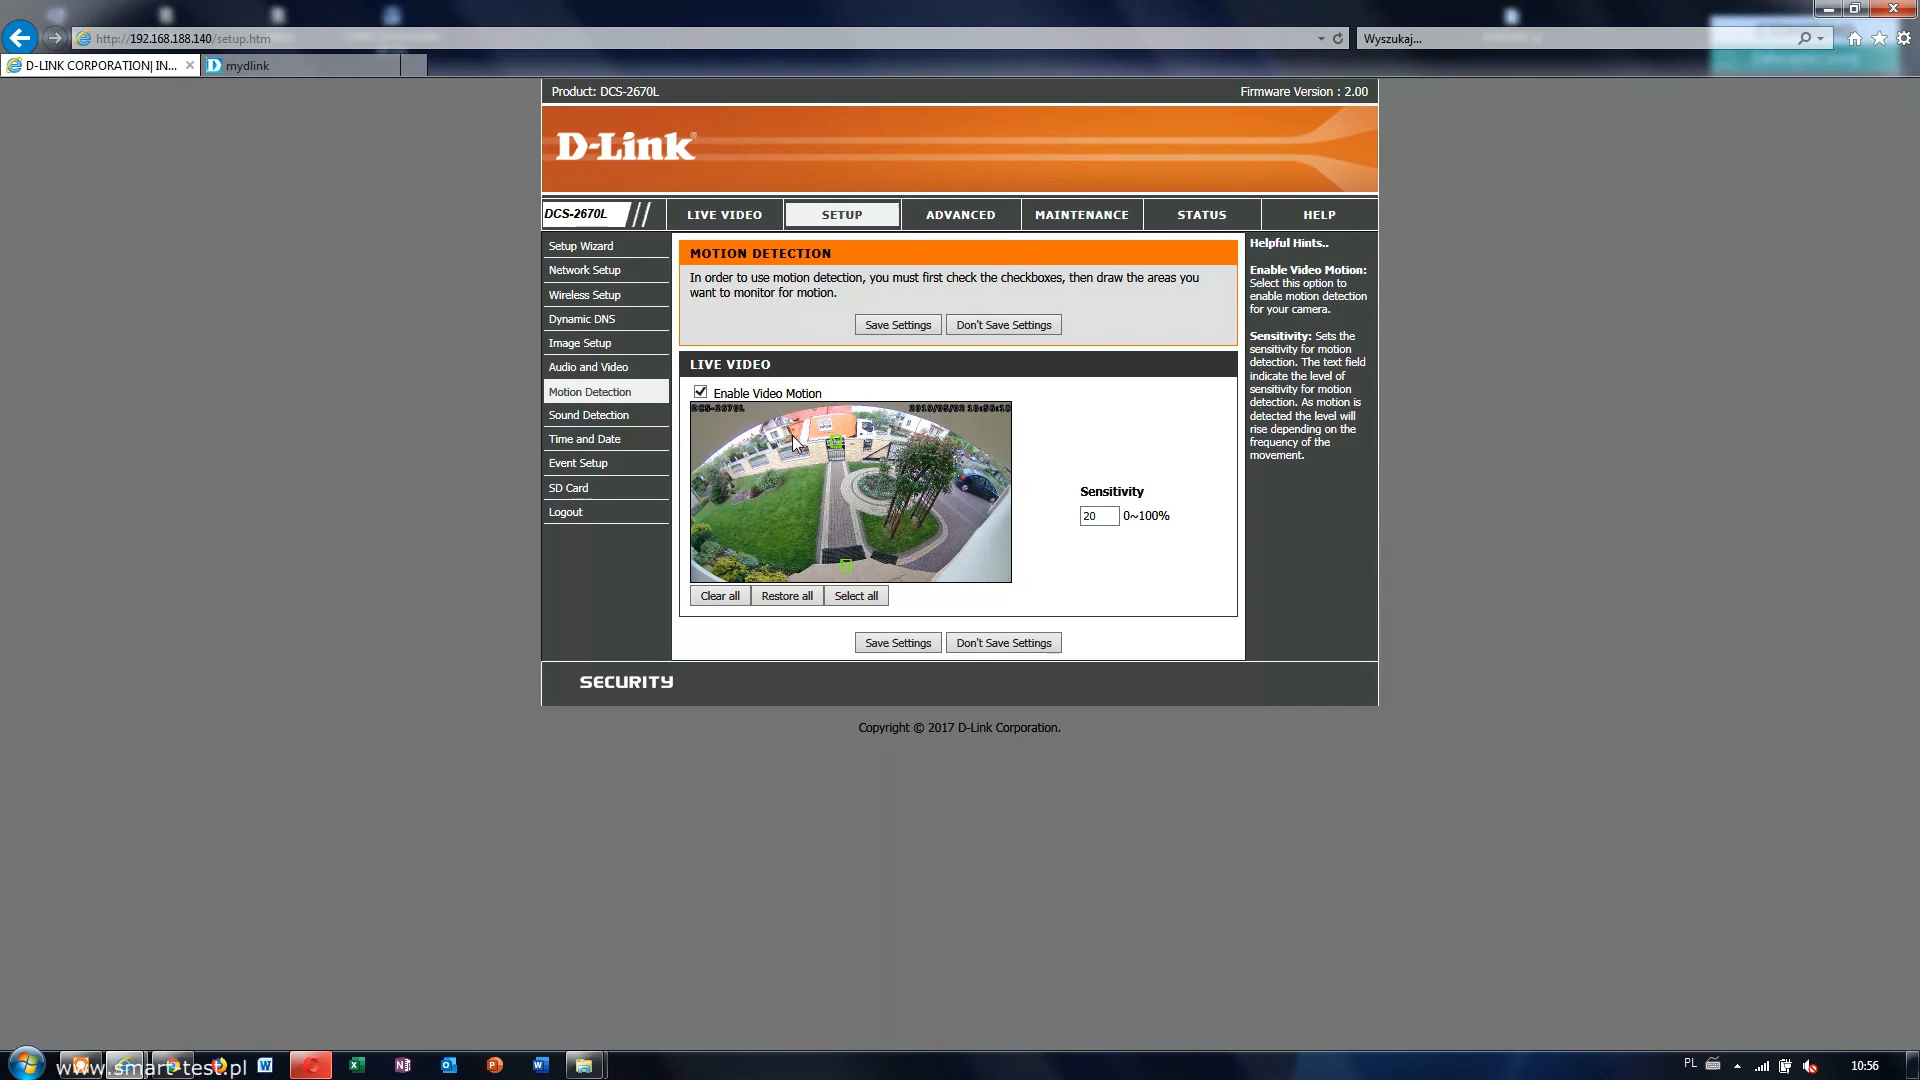 http://192.168.188.140/setup.htm
Wyszukaj...
D-LINK CORPORATION| IN...
mydlink
Product: DCS-2670L
Firmware Version : 2.00
D-Link®
DCS-2670L
LIVE VIDEO
SETUP
ADVANCED
MAINTENANCE
STATUS
HELP
Setup Wizard
Network Setup
Wireless Setup
Dynamic DNS
Image Setup
Audio and Video
Motion Detection
Sound Detection
Time and Date
Event Setup
SD Card
Logout
MOTION DETECTION
In order to use motion detection, you must first check the checkboxes, then draw the areas you
want to monitor for motion.
Save Settings
Don't Save Settings
LIVE VIDEO
Enable Video Motion
DCS-2670L
Sensitivity
20
0~100%
Clear all
Restore all
Select all
Save Settings
Don't Save Settings
Helpful Hints..
Enable Video Motion:
Select this option to
enable motion detection
for your camera.
Sensitivity: Sets the
sensitivity for motion
detection. The text field
indicate the level of
sensitivity for motion
detection. As motion is
detected the level will
rise depending on the
frequency of the
movement.
SECURITY
Copyright © 2017 D-Link Corporation.
www.smart-test.pl
PL
10:56